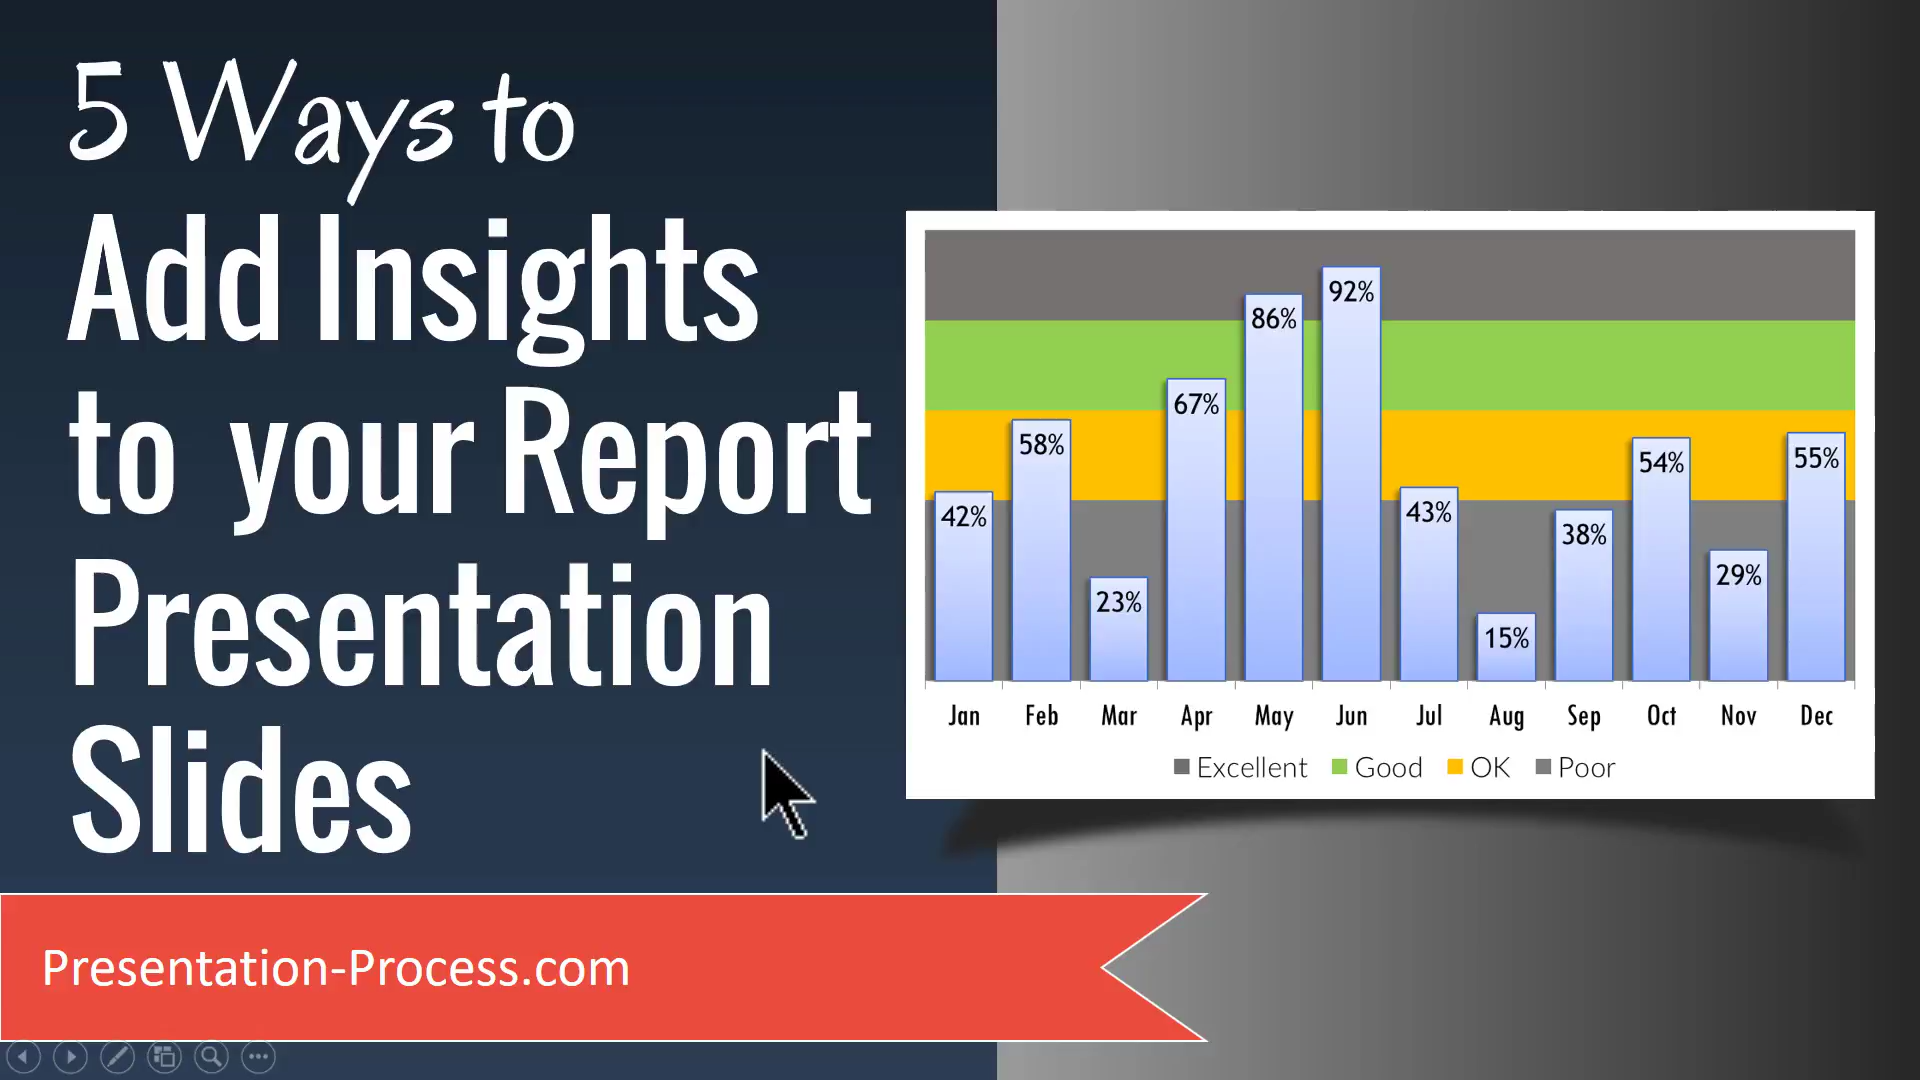 5 Ways to
Add Insights
to your Report
Presentation
Slides
92%
86%
67%
58%
55%
54%
43%
42%
38%
29%
23%
15%
Jan Feb Mar Apr May Jun Jul Aug Sep Oct Nov Dec
Excellent Good OK Poor
Presentation-Process.com